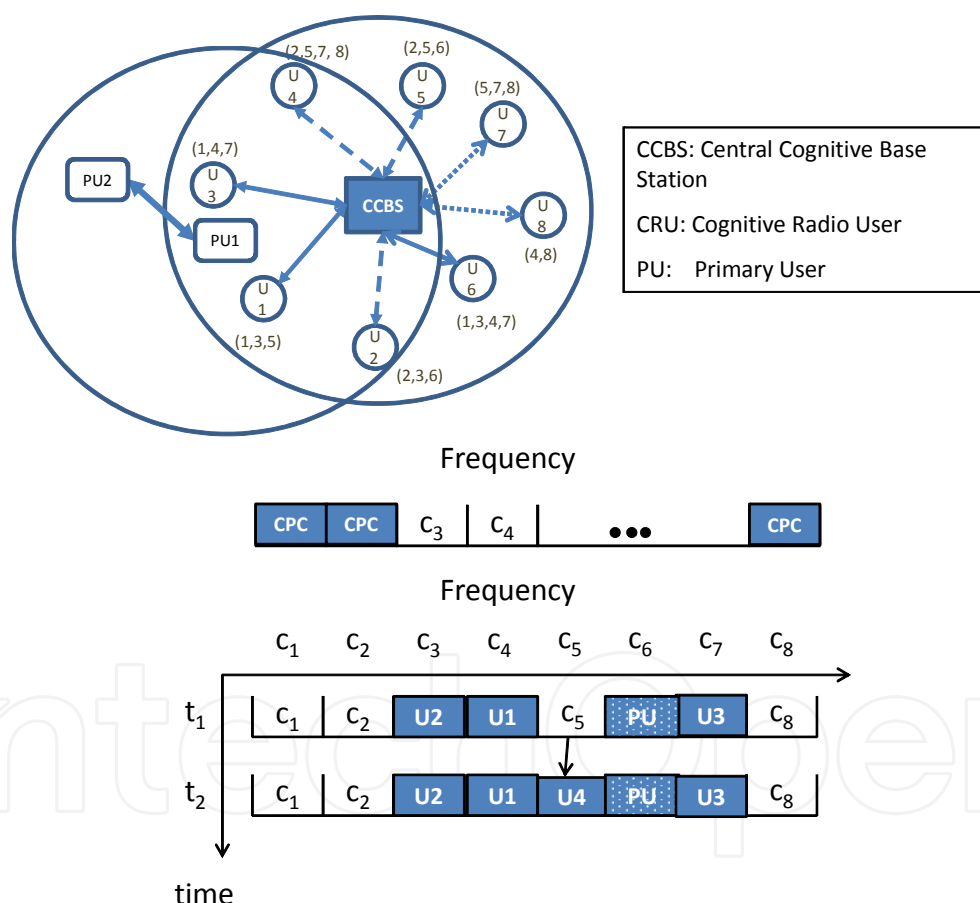 (2,5,7, 8)
(2,5,6)
U
4
U
5
(5,7,8)
U
7
(1,4,7)
U
3
PU2
CCBS
PU1
U
8
(4,8)
U
6
U
1
(1,3,4,7)
(1,3,5)
U
2
(2,3,6)
CCBS: Central Cognitive Base
Station
CRU: Cognitive Radio User
PU: Primary User
Frequency
CPC CPC c3 c4 ••• CPC
Frequency
c1 c2 c3 c4 c5 c6 c7 c8
t1 c1 c2 U2 U1 c5 PU U3 c8
t2 c1 c2 U2 U1 U4 PU U3 c8
time
ntechOpen